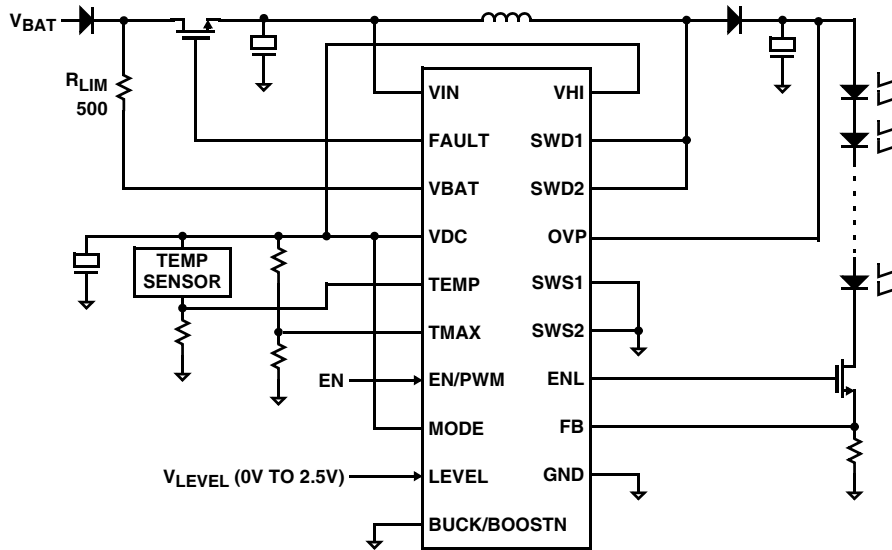 VBAT
RLIM
500
VIN
VHI
FAULT
SWD1
VBAT
SWD2
VDC
OVP
TEMP
SENSOR
TEMP
SWS1
TMAX
SWS2
EN
EN/PWM
ENL
MODE
FB
VLEVEL (0V TO 2.5V)
LEVEL
GND
BUCK/BOOSTN